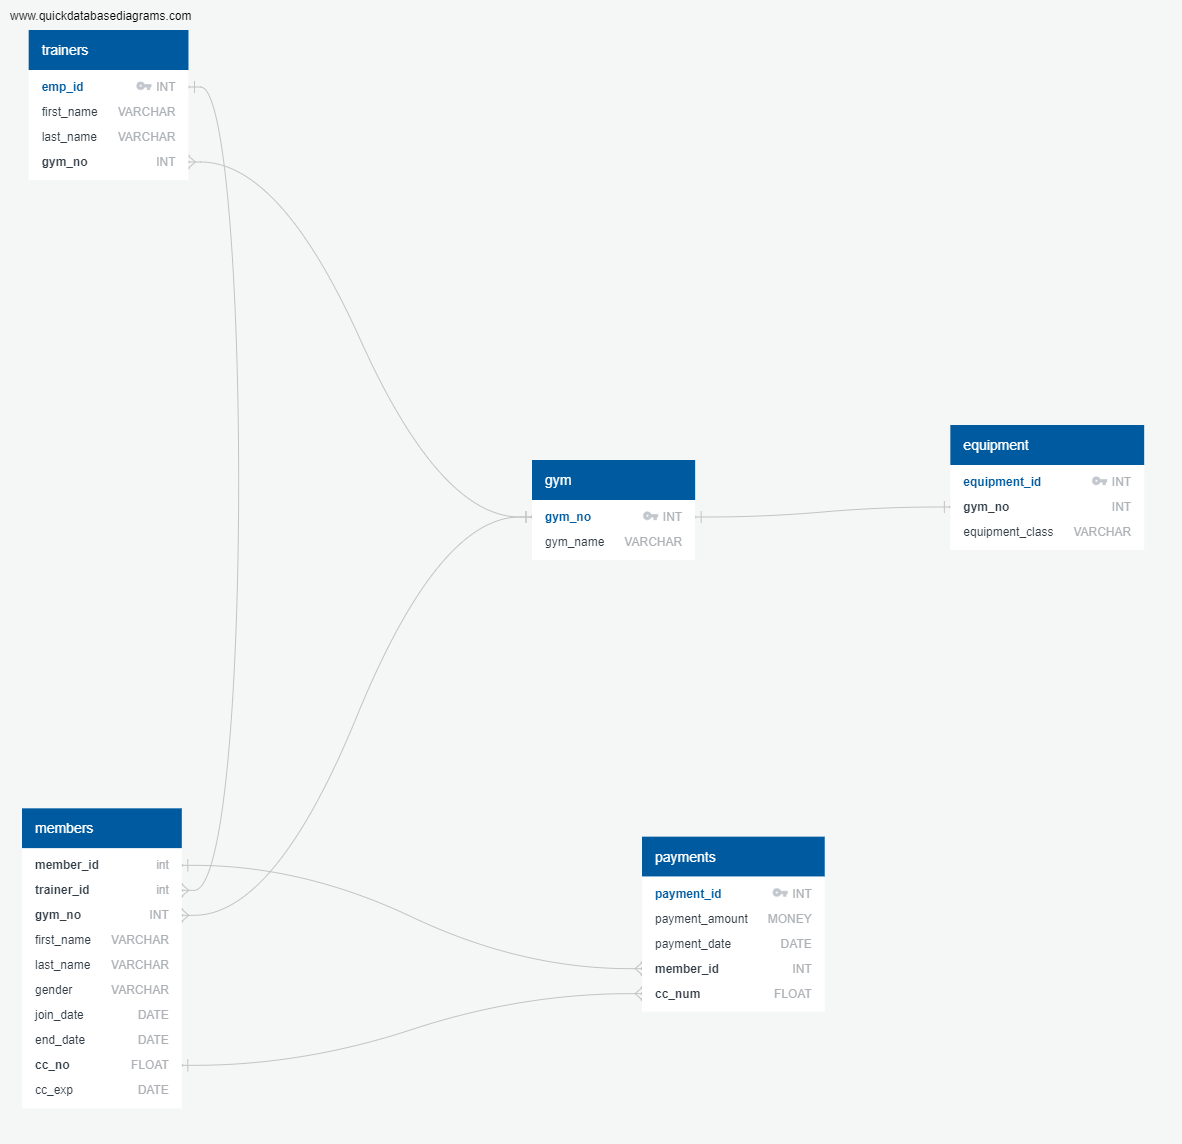 www.quickdatabasediagrams.com
trainers
emp_id INT
first_name VARCHAR
last_name VARCHAR
gym_no INT
gym
gym_no INT
gym_name VARCHAR
equipment
equipment_id INT
gym_no INT
equipment_class VARCHAR
members
member_id int
trainer_id int
gym_no INT
first_name VARCHAR
last_name VARCHAR
gender VARCHAR
join_date DATE
end_date DATE
cc_no FLOAT
cc_exp DATE
payments
payment_id INT
payment_amount MONEY
payment_date DATE
member_id INT
cc_num FLOAT